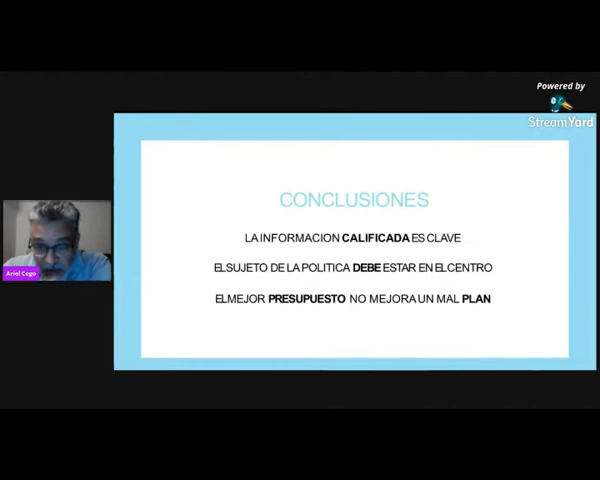 Powered by
StreamYard
CONCLUSIONES
LA INFORMACION CALIFICADA ES CLAVE
EL SUJETO DE LA POLITICA DEBE ESTAR EN EL CENTRO
EL MEJOR PRESUPUESTO NO MEJORA UN MAL PLAN
Ariel Cogo